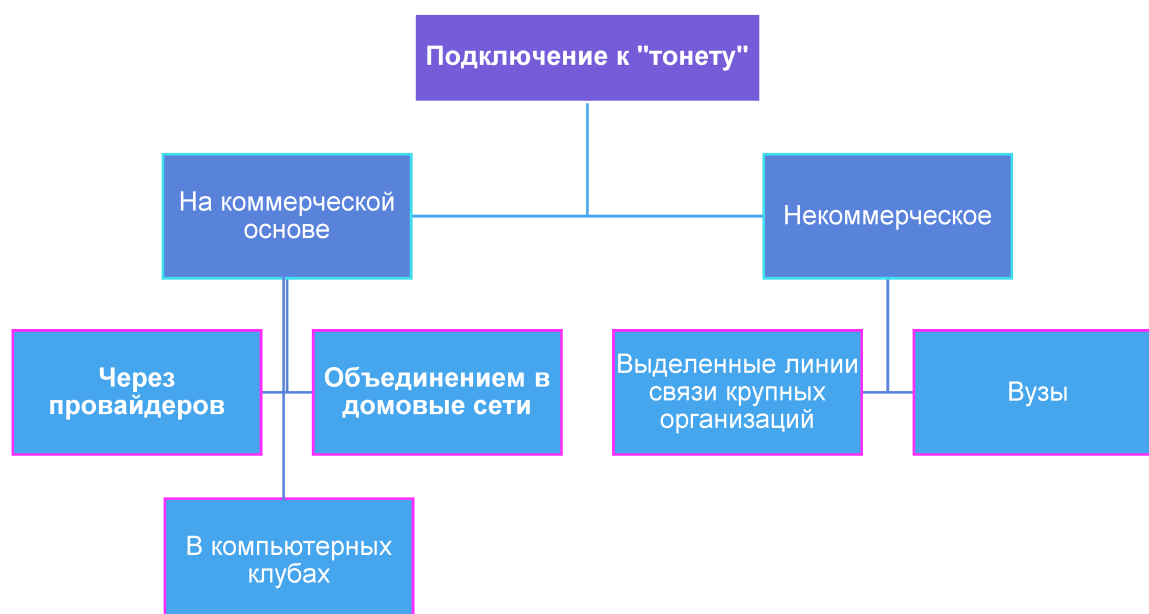 Подключение к "тонету"
На коммерческой
основе
Некоммерческое
Через
провайдеров
Объединением в
домовые сети
Выделенные линии
связи крупных
организаций
Вузы
В компьютерных
клубах